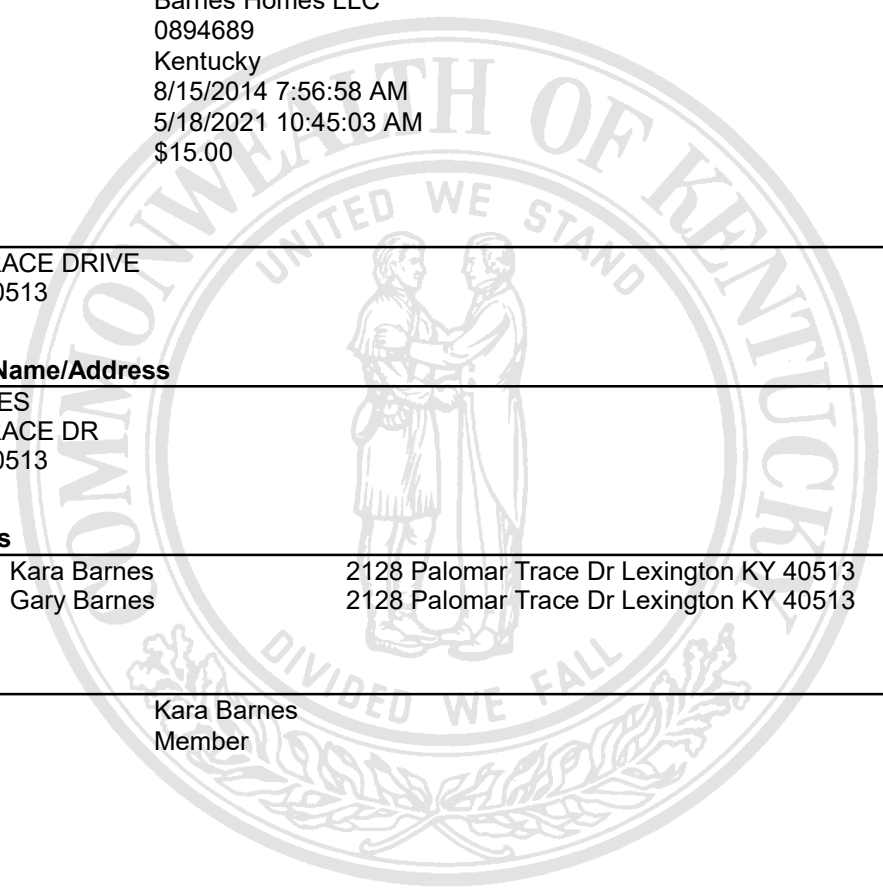 Barnes Homes LLC
0894689
Kentucky
8/15/2014 7:56:58 AM
5/18/2021 10:45:03 AM
$15.00
COMMONWEALTH OF KENTUCKY
UNITED WE STAND
ACE DRIVE
0513
Name/Address
ES
ACE DR
0513
s
Kara Barnes 2128 Palomar Trace Dr Lexington KY 40513
Gary Barnes 2128 Palomar Trace Dr Lexington KY 40513
DIVIDED WE FALL
Kara Barnes
Member